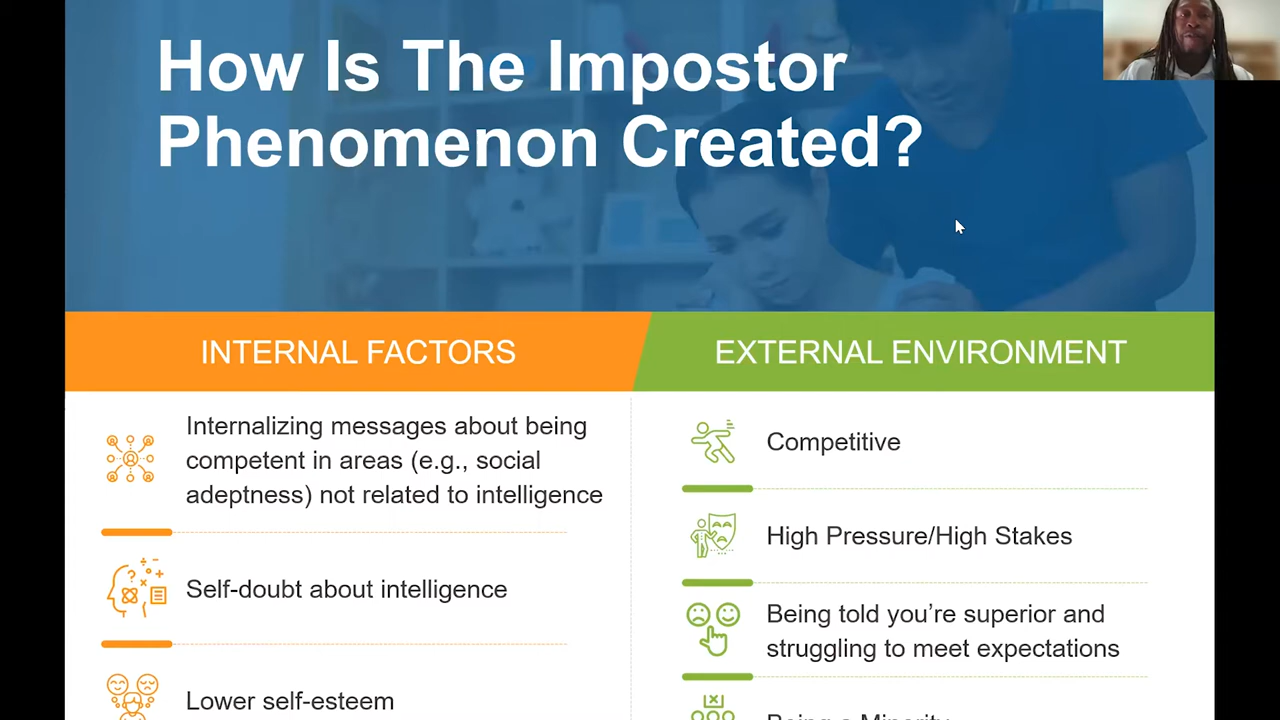 How Is The Impostor
Phenomenon Created?
INTERNAL FACTORS
EXTERNAL ENVIRONMENT
Internalizing messages about being
competent in areas (e.g., social
adeptness) not related to intelligence
Self-doubt about intelligence
Lower self-esteem
Competitive
High Pressure/High Stakes
Being told you’re superior and
struggling to meet expectations
Being a Minority